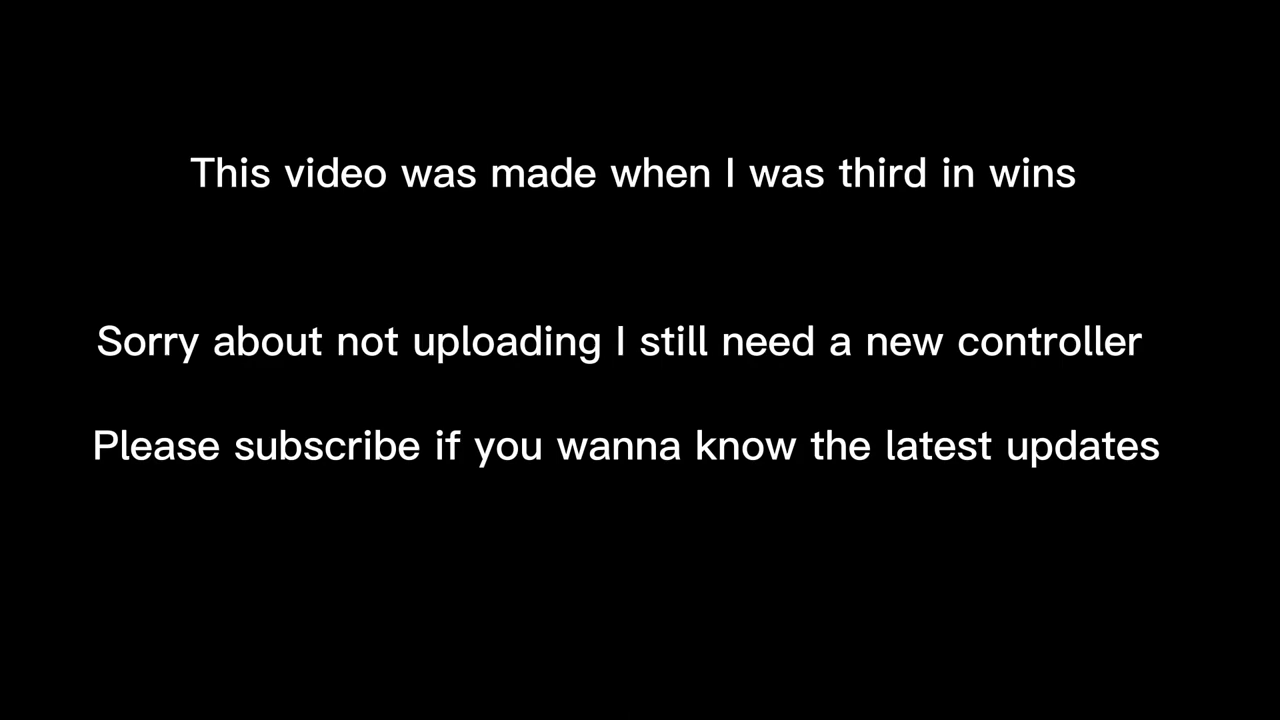 This video was made when I was third in wins
Sorry about not uploading I still need a new controller
Please subscribe if you wanna know the latest updates